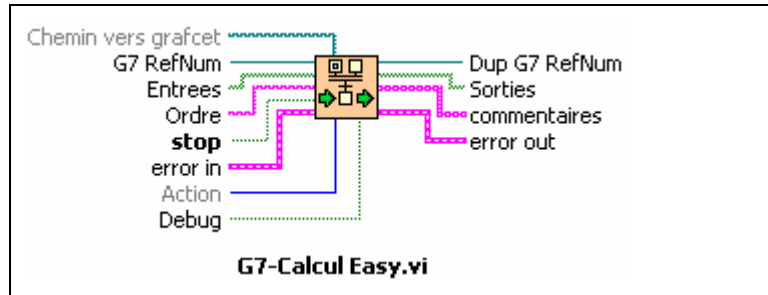 Chemin vers grafcet
G7 RefNum
Entrees
Ordre
stop
error in
Action
Debug
Dup G7 RefNum
Sorties
commentaires
error out
G7-Calcul Easy.vi